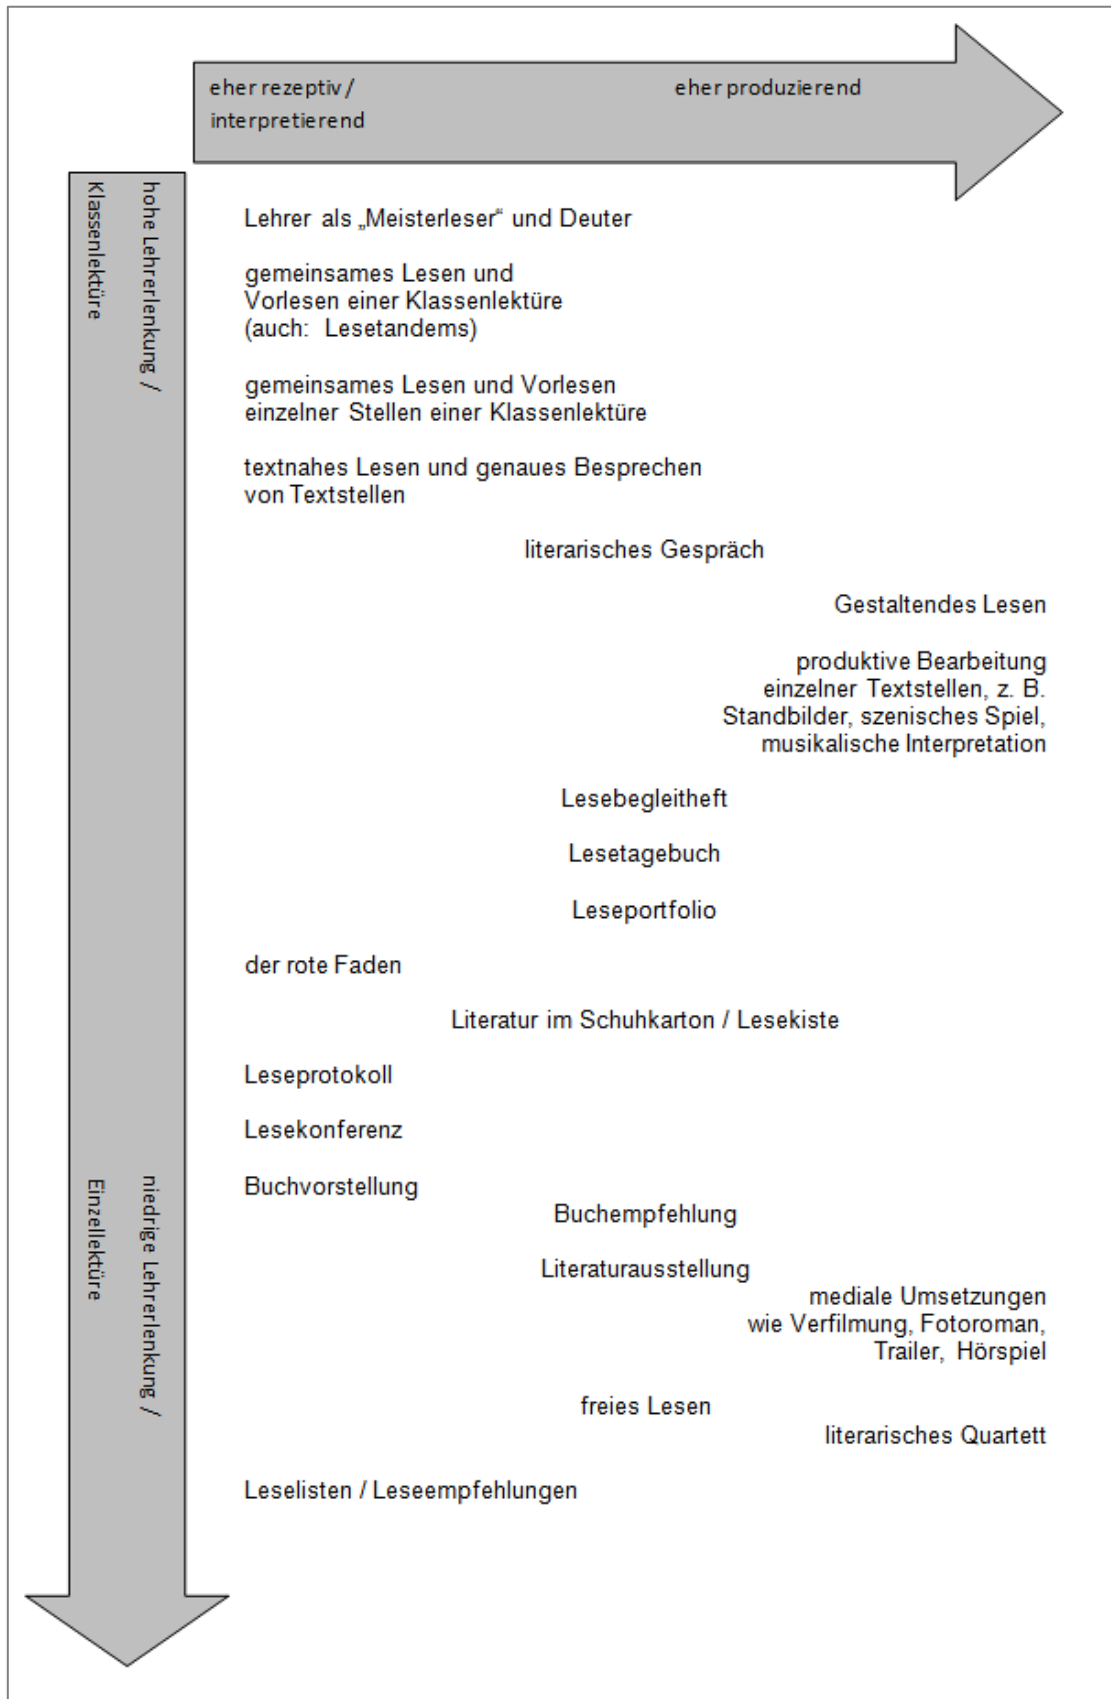 eher rezeptiv /
interpretierend
eher produzierend
hohe Lehrerlenkung /
Klassenlektüre
Lehrer als „Meisterleser“ und Deuter
gemeinsames Lesen und
Vorlesen einer Klassenlektüre
(auch: Lesetandems)
gemeinsames Lesen und Vorlesen
einzelner Stellen einer Klassenlektüre
textnahes Lesen und genaues Besprechen
von Textstellen
literarisches Gespräch
Gestaltendes Lesen
produktive Bearbeitung
einzelner Textstellen, z. B.
Standbilder, szenisches Spiel,
musikalische Interpretation
Lesebegleitheft
Lesetagebuch
Leseportfolio
der rote Faden
Literatur im Schuhkarton / Lesekiste
Leseprotokoll
Lesekonferenz
niedrige Lehrerlenkung /
Einzellektüre
Buchvorstellung
Buchempfehlung
Literaturausstellung
mediale Umsetzungen
wie Verfilmung, Fotoroman,
Trailer, Hörspiel
freies Lesen
literarisches Quartett
Leselisten / Leseempfehlungen